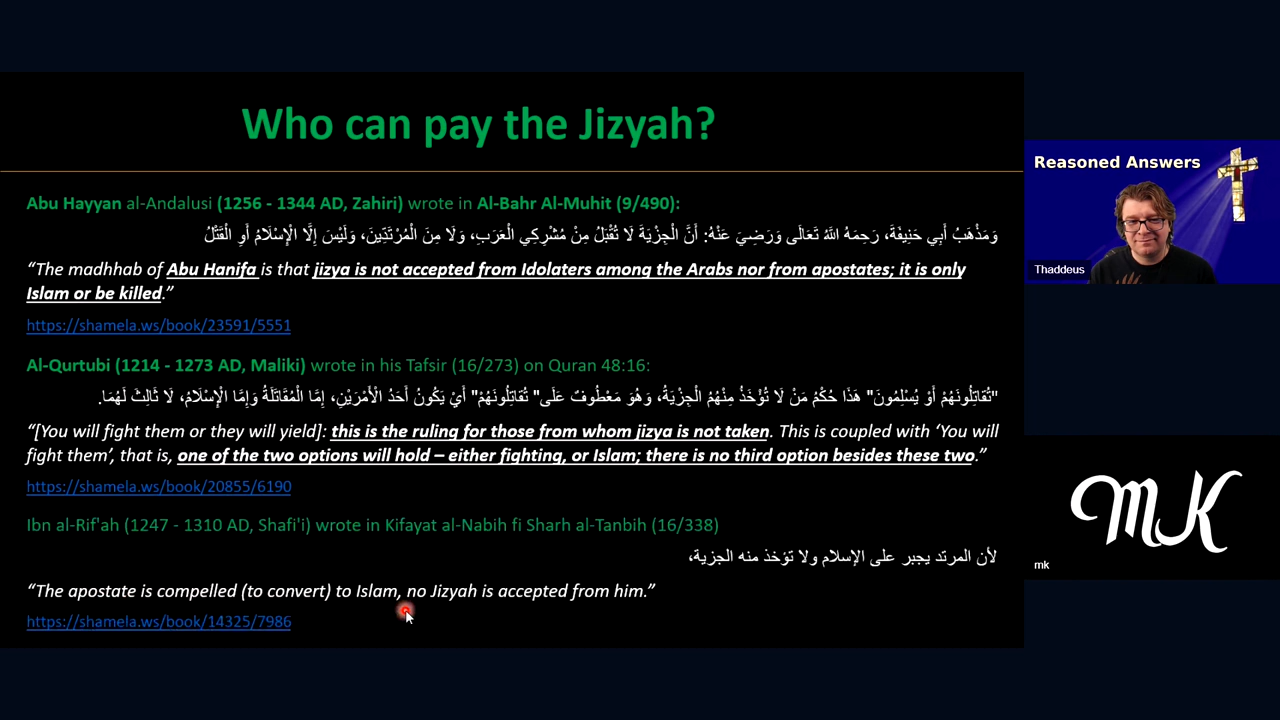 Who can pay the Jizyah?
Abu Hayyan al-Andalusi (1256 - 1344 AD, Zahiri) wrote in Al-Bahr Al-Muhit (9/490):
وَمَذْهَبُ أَبِي حَنِيفَةَ، رَحِمَهُ اللَّهُ تَعَالَى وَرَضِيَ عَنْهُ: أَنَّ الْجِزْيَةَ لَا تُقْبَلُ مِنْ مُشْرِكِي الْعَرَبِ، وَلَا مِنَ الْمُرْتَدِّينَ، وَلَيْسَ إِلَّا الْإِسْلَامُ أَوِ الْقَتْلُ
“The madhhab of Abu Hanifa is that jizya is not accepted from Idolaters among the Arabs nor from apostates; it is only
Islam or be killed.”
https://shamela.ws/book/23591/5551
Al-Qurtubi (1214 - 1273 AD, Maliki) wrote in his Tafsir (16/273) on Quran 48:16:
"تُقَاتِلُونَهُمْ أَوْ يُسْلِمُونَ" هَذَا حُكْمُ مَنْ لَا تُؤْخَذُ مِنْهُمُ الْجِزْيَةُ، وَهُوَ مَعْطُوفٌ عَلَى" تُقَاتِلُونَهُمْ" أَيْ يَكُونُ أَحَدُ الْأَمْرَيْنِ، إِمَّا الْمُقَاتَلَةُ وَإِمَّا الْإِسْلَامُ، لَا ثَالِثَ لَهُمَا.
“[You will fight them or they will yield]: this is the ruling for those from whom jizya is not taken. This is coupled with ‘You will
fight them’, that is, one of the two options will hold – either fighting, or Islam; there is no third option besides these two.”
https://shamela.ws/book/20855/6190
Ibn al-Rif'ah (1247 - 1310 AD, Shafi'i) wrote in Kifayat al-Nabih fi Sharh al-Tanbih (16/338)
لأن المرتد يجبر على الإسلام ولا تؤخذ منه الجزية،
“The apostate is compelled (to convert) to Islam, no Jizyah is accepted from him.”
https://shamela.ws/book/14325/7986
Reasoned Answers
Thaddeus
MK
mk